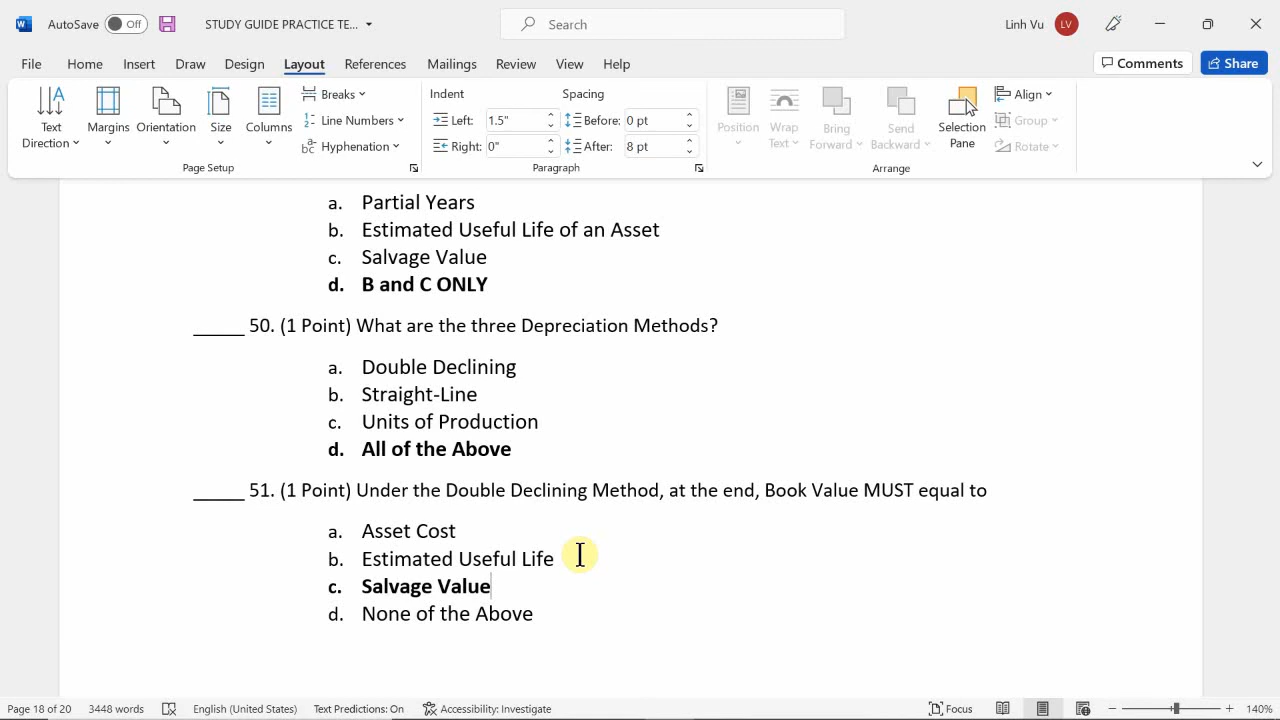 AutoSave Off STUDY GUIDE PRACTICE TE... Search Linh Vu LV
File Home Insert Draw Design Layout References Mailings Review View Help Comments Share
Text Direction Margins Orientation Size Columns Breaks Line Numbers Hyphenation
Page Setup
Indent Spacing
Left: 1.5" Before: 0 pt
Right: 0" After: 8 pt
Paragraph
Position Wrap Text Bring Forward Send Backward Selection Pane Align Group Rotate
Arrange
a. Partial Years
b. Estimated Useful Life of an Asset
c. Salvage Value
d. B and C ONLY
_____ 50. (1 Point) What are the three Depreciation Methods?
a. Double Declining
b. Straight-Line
c. Units of Production
d. All of the Above
_____ 51. (1 Point) Under the Double Declining Method, at the end, Book Value MUST equal to
a. Asset Cost
b. Estimated Useful Life
c. Salvage Value
d. None of the Above
Page 18 of 20 3448 words English (United States) Text Predictions: On Accessibility: Investigate Focus 140%